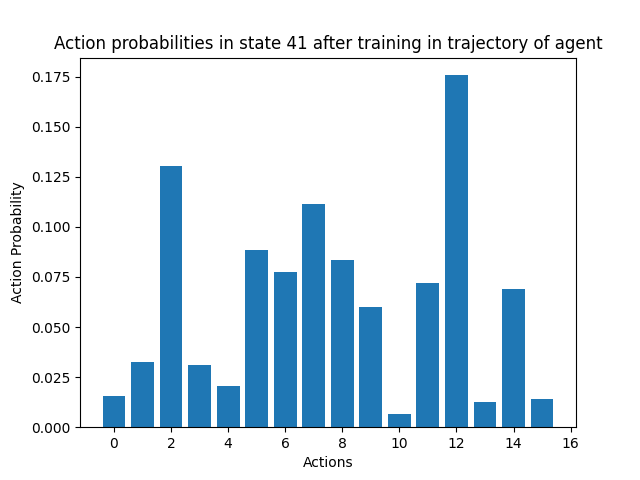 Action probabilities in state 41 after training in trajectory of agent
0.175
0.150
0.125
0.100
0.075
0.050
0.025
0.000
Action Probability
0 2 4 6 8 10 12 14 16
Actions